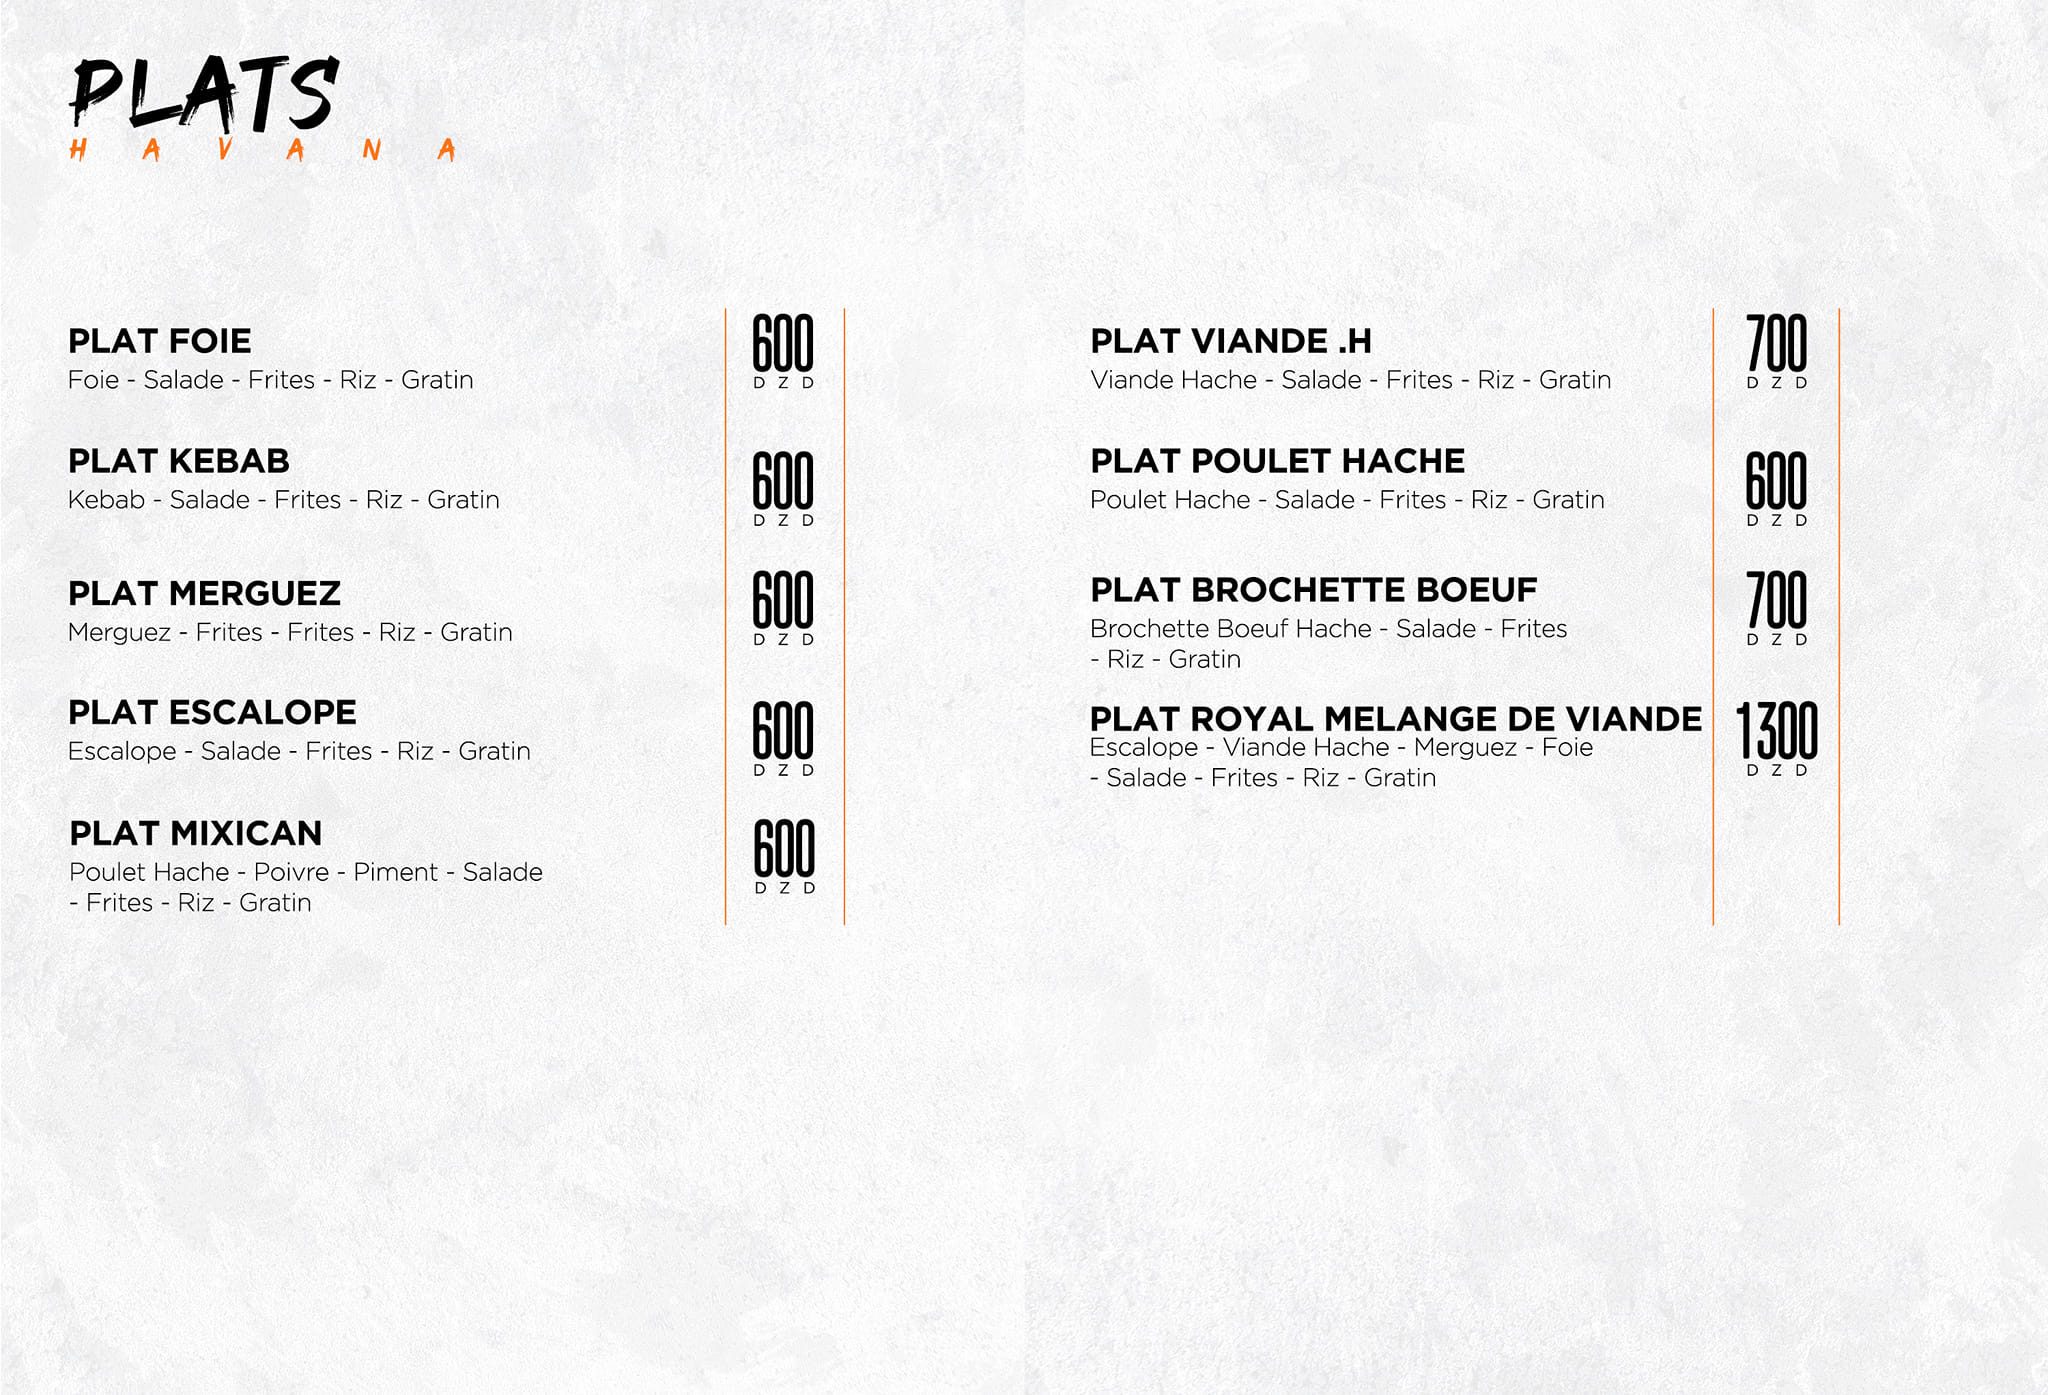 PLATS
HAVANA
PLAT FOIE
Foie - Salade - Frites - Riz - Gratin
600
DZD
PLAT KEBAB
Kebab - Salade - Frites - Riz - Gratin
600
DZD
PLAT MERGUEZ
Merguez - Frites - Frites - Riz - Gratin
600
DZD
PLAT ESCALOPE
Escalope - Salade - Frites - Riz - Gratin
600
DZD
PLAT MIXICAN
Poulet Hache - Poivre - Piment - Salade
- Frites - Riz - Gratin
600
DZD
PLAT VIANDE .H
Viande Hache - Salade - Frites - Riz - Gratin
700
DZD
PLAT POULET HACHE
Poulet Hache - Salade - Frites - Riz - Gratin
600
DZD
PLAT BROCHETTE BOEUF
Brochette Boeuf Hache - Salade - Frites
- Riz - Gratin
700
DZD
PLAT ROYAL MELANGE DE VIANDE
Escalope - Viande Hache - Merguez - Foie
- Salade - Frites - Riz - Gratin
1300
DZD